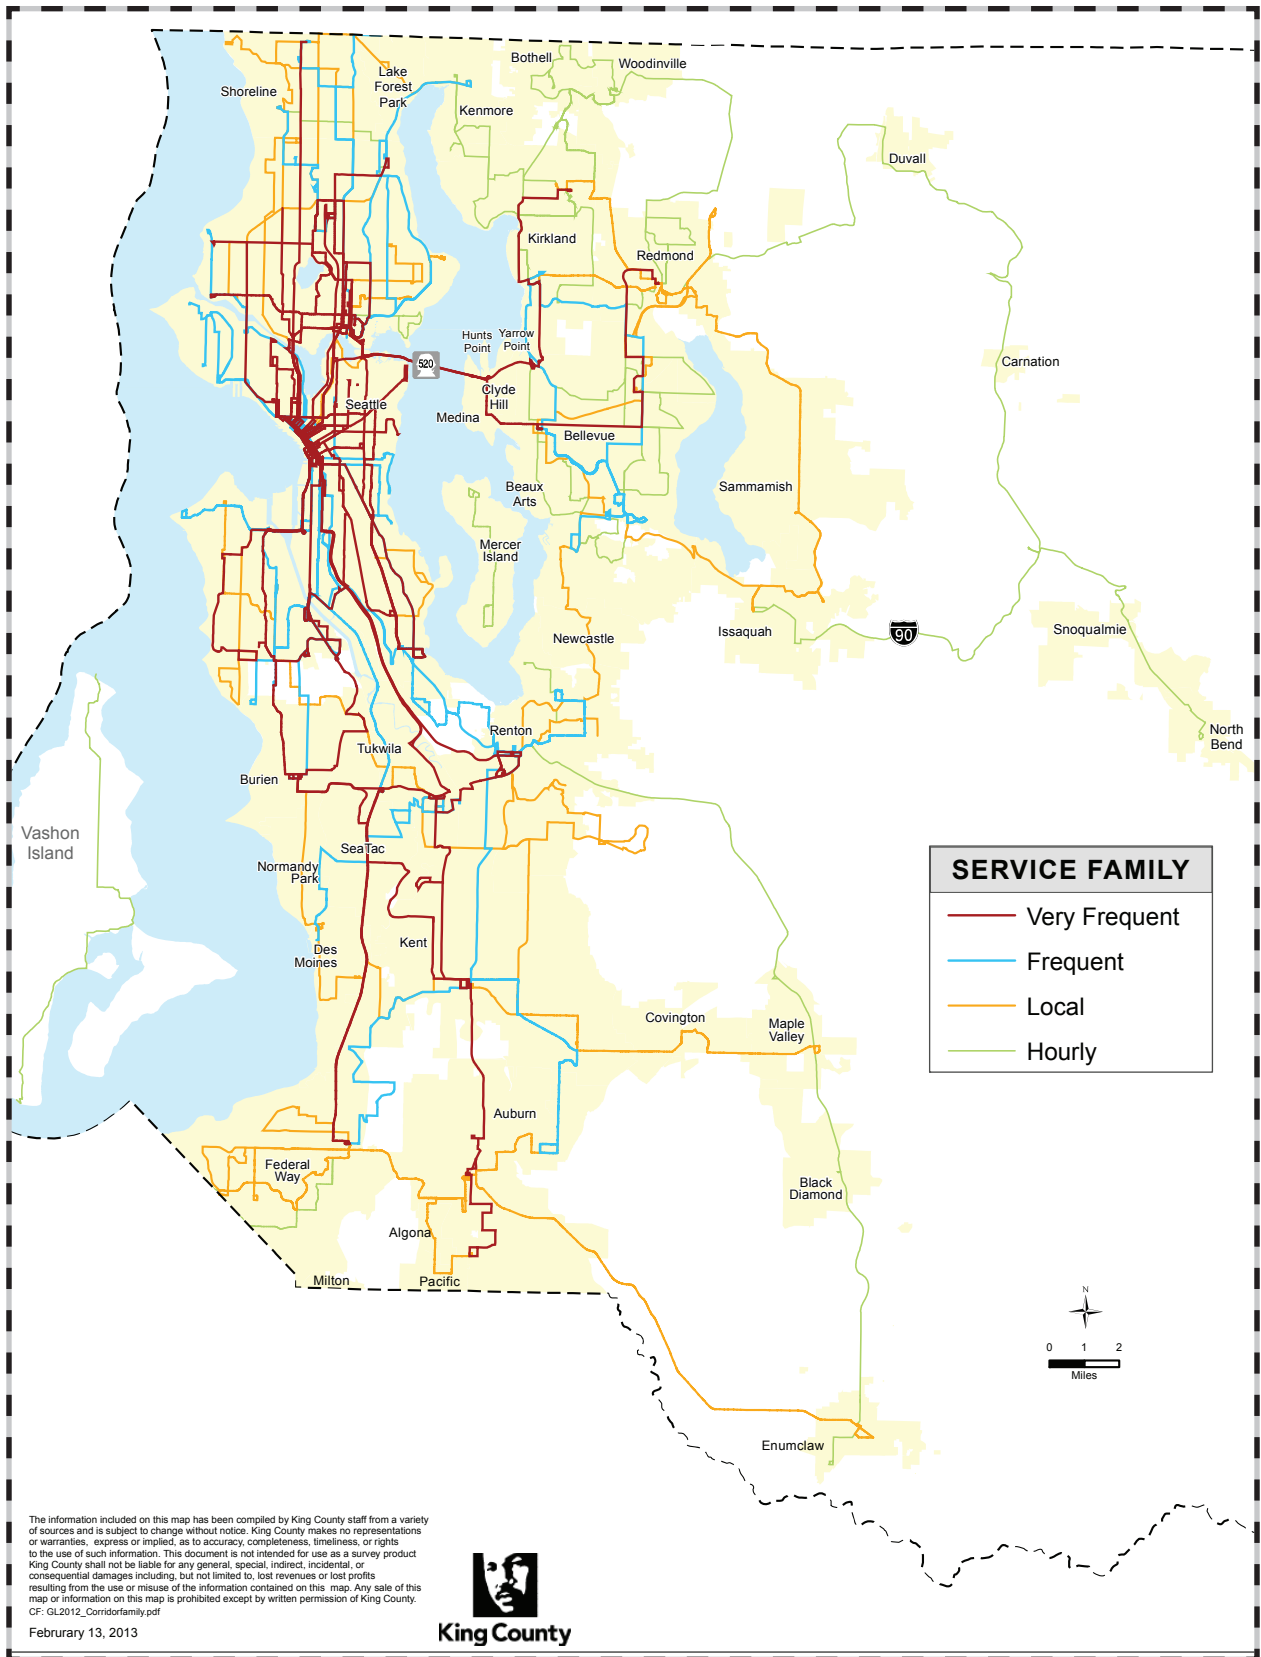 Bothell
Woodinville
Lake
Forest
Park
Shoreline
Kenmore
Duvall
Kirkland
Redmond
Hunts
Point
Yarrow
Point
520
Carnation
Clyde
Hill
Seattle
Medina
Bellevue
Beaux
Arts
Sammamish
Mercer
Island
Newcastle
Issaquah
90
Snoqualmie
North
Bend
Renton
Tukwila
Burien
Vashon
Island
SeaTac
Normandy
Park
SERVICE FAMILY
Very Frequent
Frequent
Local
Hourly
Kent
Des
Moines
Covington
Maple
Valley
Auburn
Federal
Way
Black
Diamond
Algona
Milton
Pacific
N
0 1 2
Miles
Enumclaw
The information included on this map has been compiled by King County staff from a variety
of sources and is subject to change without notice. King County makes no representations
or warranties, express or implied, as to accuracy, completeness, timeliness, or rights
to the use of such information. This document is not intended for use as a survey product
King County shall not be liable for any general, special, indirect, incidental, or
consequential damages including, but not limited to, lost revenues or lost profits
resulting from the use or misuse of the information contained on this map. Any sale of this
map or information on this map is prohibited except by written permission of King County.
CF: GL2012_Corridorfamily.pdf
Februrary 13, 2013
King County